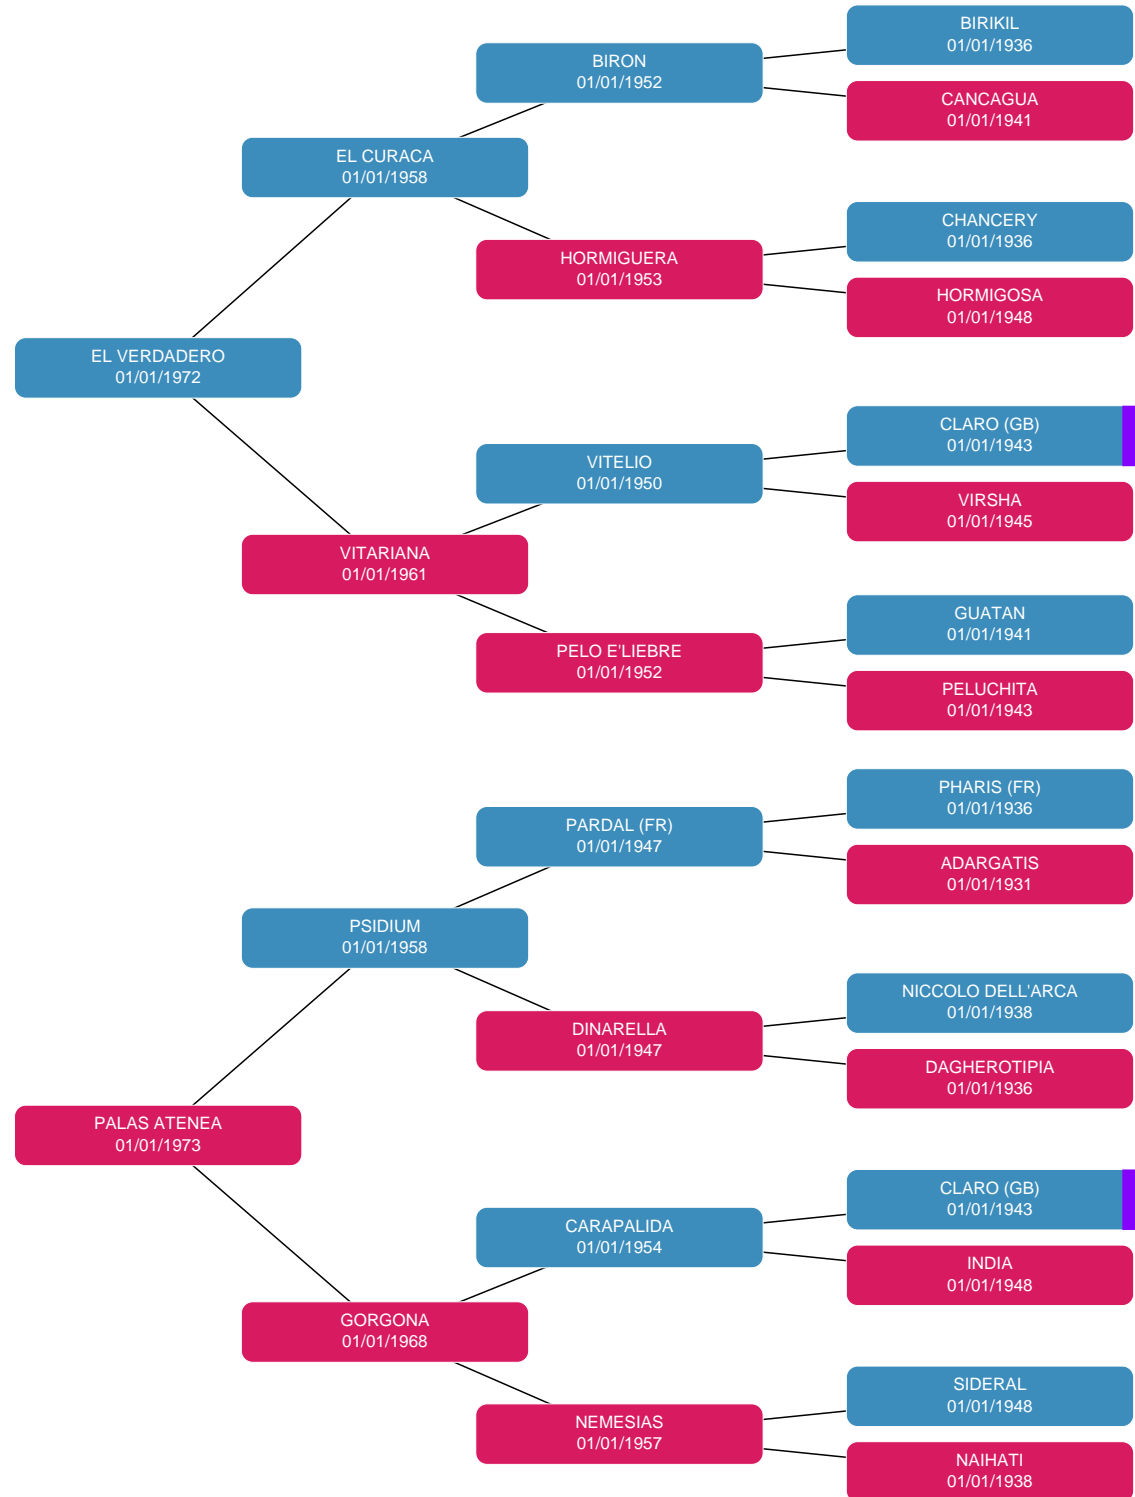 BIRIKIL
01/01/1936
BIRON
01/01/1952
CANCAGUA
01/01/1941
EL CURACA
01/01/1958
CHANCERY
01/01/1936
HORMIGUERA
01/01/1953
HORMIGOSA
01/01/1948
EL VERDADERO
01/01/1972
CLARO (GB)
01/01/1943
VITELIO
01/01/1950
VIRSHA
01/01/1945
VITARIANA
01/01/1961
GUATAN
01/01/1941
PELO E'LIEBRE
01/01/1952
PELUCHITA
01/01/1943
PHARIS (FR)
01/01/1936
PARDAL (FR)
01/01/1947
ADARGATIS
01/01/1931
PSIDIUM
01/01/1958
NICCOLO DELL'ARCA
01/01/1938
DINARELLA
01/01/1947
DAGHEROTIPIA
01/01/1936
PALAS ATENEA
01/01/1973
CLARO (GB)
01/01/1943
CARAPALIDA
01/01/1954
INDIA
01/01/1948
GORGONA
01/01/1968
SIDERAL
01/01/1948
NEMESIAS
01/01/1957
NAIHATI
01/01/1938